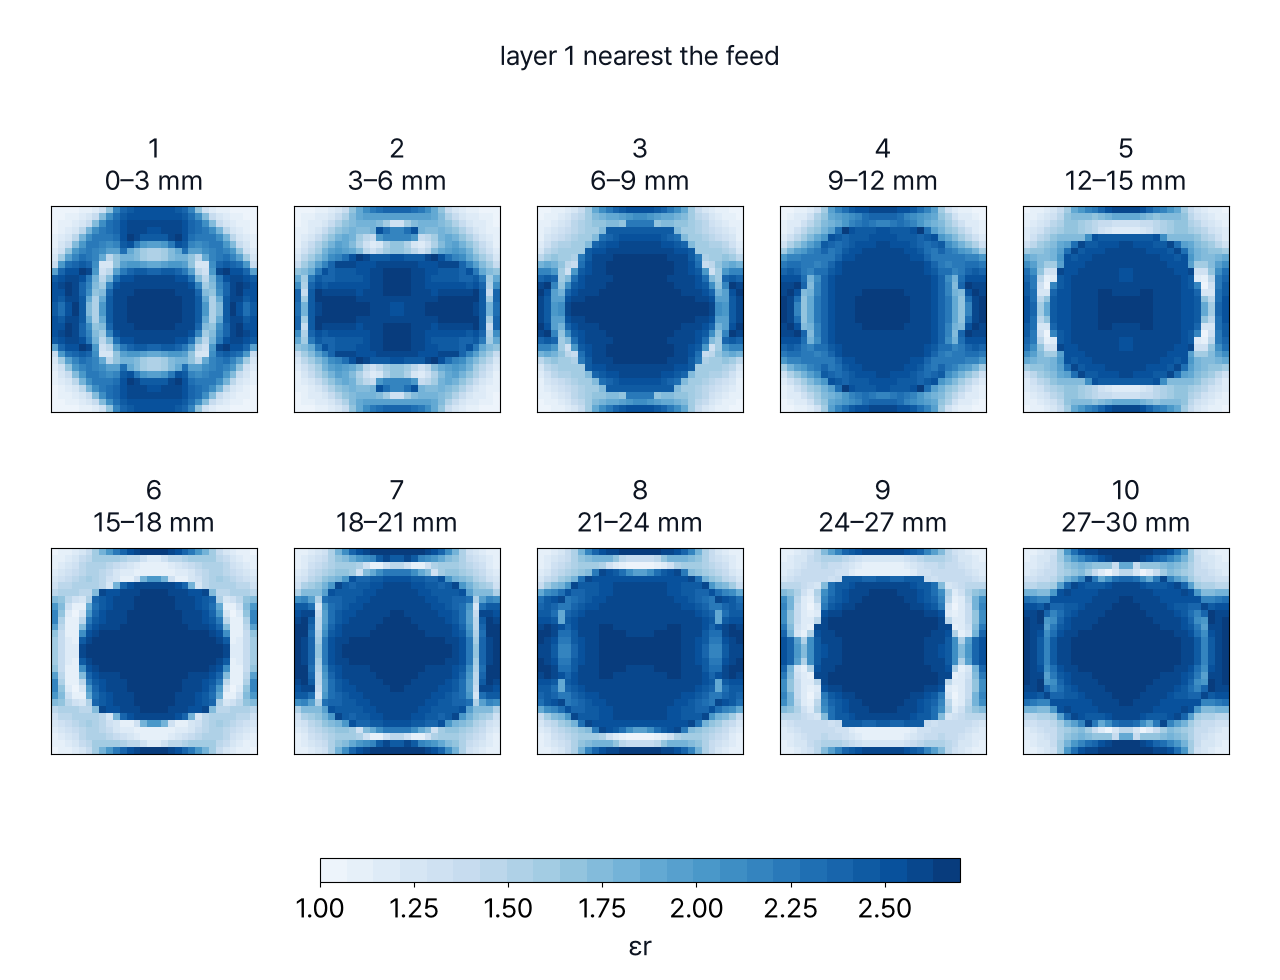 layer 1 nearest the feed
1
0–3 mm
2
3–6 mm
3
6–9 mm
4
9–12 mm
5
12–15 mm
6
15–18 mm
7
18–21 mm
8
21–24 mm
9
24–27 mm
10
27–30 mm
1.00 1.25 1.50 1.75 2.00 2.25 2.50
εr